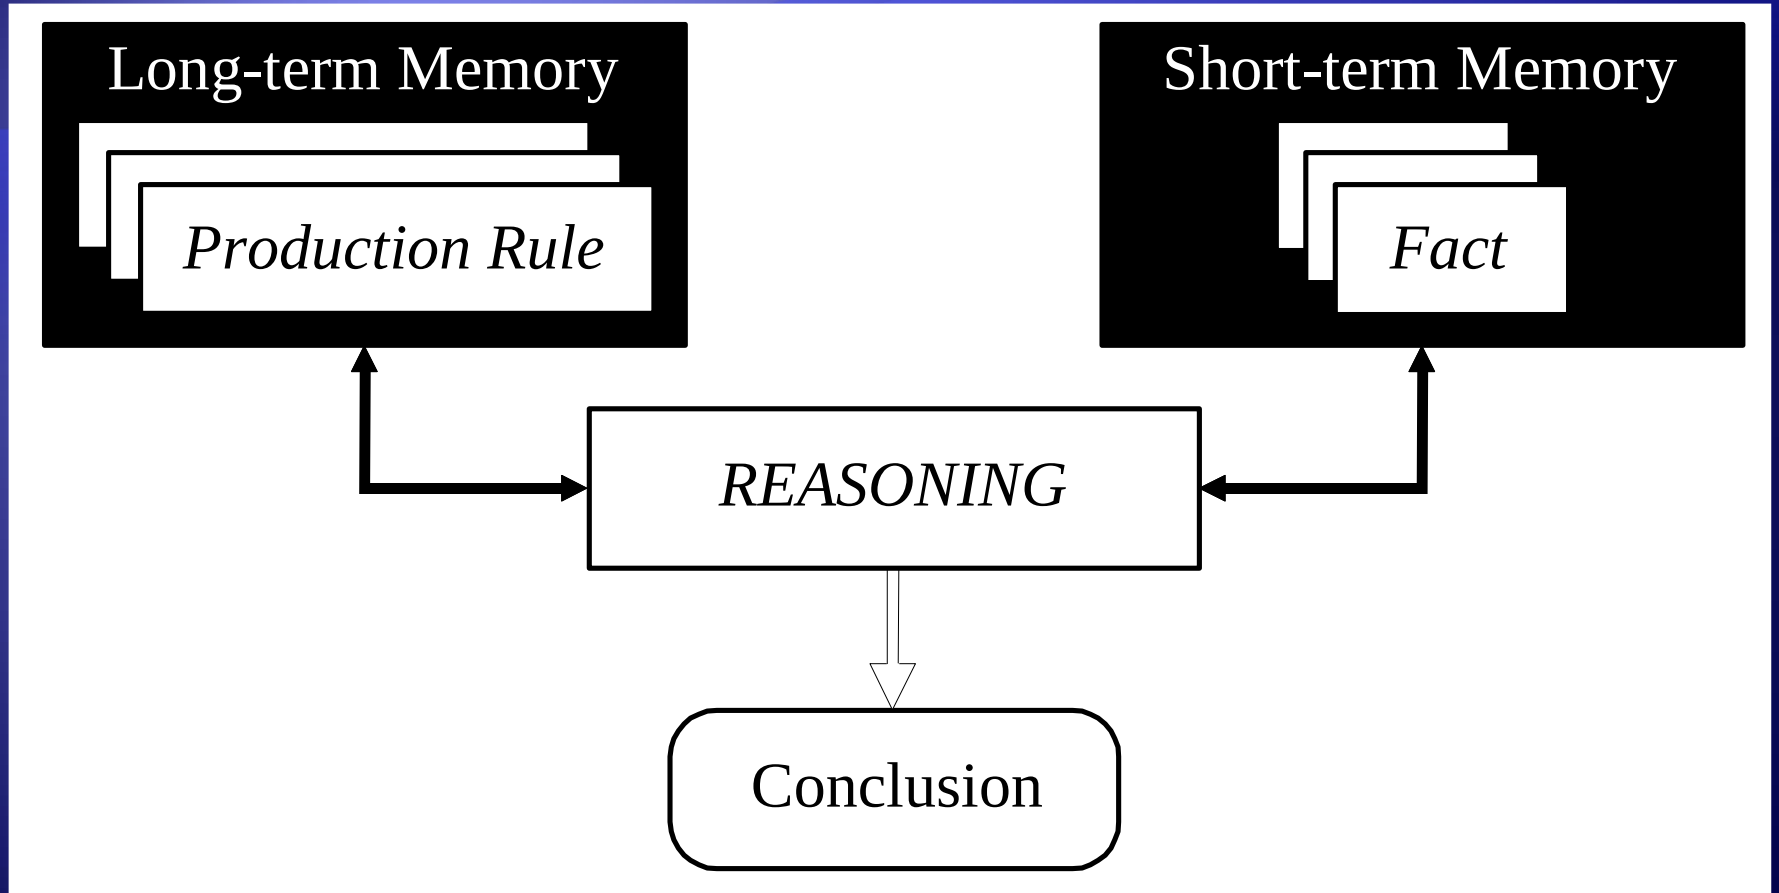 Long-term Memory
Short-term Memory
Production Rule
Fact
REASONING
Conclusion